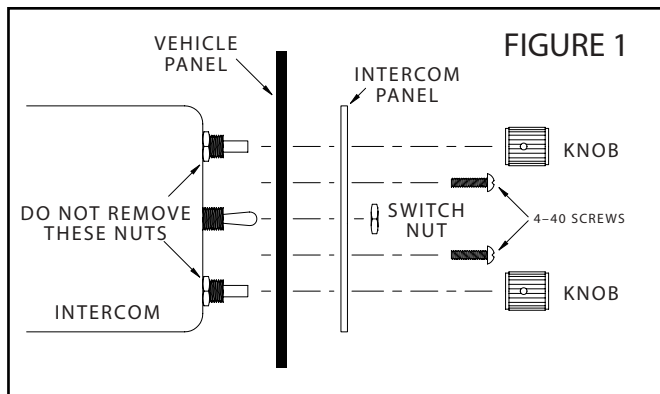 FIGURE 1
VEHICLE
PANEL
INTERCOM
PANEL
KNOB
DO NOT REMOVE
THESE NUTS
SWITCH
NUT
4–40 SCREWS
INTERCOM
KNOB